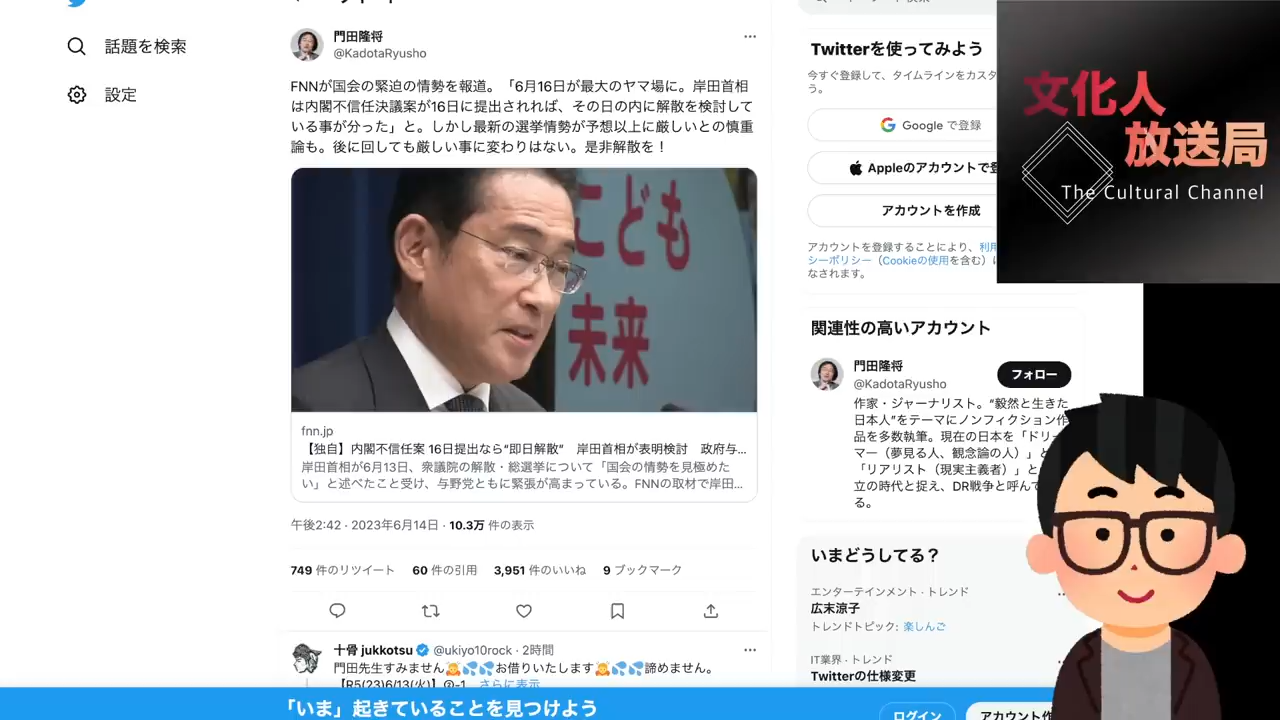 話題を検索
設定
門田隆将
@KadotaRyusho
FNNが国会の緊迫の情勢を報道。「6月16日が最大のヤマ場に。岸田首相
は内閣不信任決議案が16日に提出されれば、その日の内に解散を検討して
いる事が分った」と。しかし最新の選挙情勢が予想以上に厳しいとの慎重
論も。後に回しても厳しい事に変わりはない。是非解散を！
こども
未来
fnn.jp
【独自】内閣不信任案 16日提出なら“即日解散” 岸田首相が表明検討 政府与...
岸田首相が6月13日、衆議院の解散・総選挙について「国会の情勢を見極めた
い」と述べたこと受け、与野党ともに緊張が高まっている。FNNの取材で岸田...
午後2:42 · 2023年6月14日 · 10.3万 件の表示
749 件のリツイート 60 件の引用 3,951 件のいいね 9 ブックマーク
十骨 jukkotsu @ukiyo10rock · 2時間
門田先生すみません🙇💦💦お借りいたします🙇💦💦諦めません。
【R5(23)6/13(火)】②-1 さらに表示
Twitterを使ってみよう
今すぐ登録して、タイムラインをカスタ
う。
Google で登録
Appleのアカウントで登
アカウントを作成
アカウントを登録することにより、利用
シーポリシー（Cookieの使用を含む）に
なされます。
関連性の高いアカウント
門田隆将
@KadotaRyusho
フォロー
作家・ジャーナリスト。“毅然と生きた
日本人”をテーマにノンフィクション作
品を多数執筆。現在の日本を「ドリー
マー（夢見る人、観念論の人）」と
「リアリスト（現実主義者）」と
立の時代と捉え、DR戦争と呼んで
る。
いまどうしてる？
エンターテインメント · トレンド
広末涼子
トレンドトピック: 楽しんご
IT業界 · トレンド
Twitterの仕様変更
文化人
放送局
The Cultural Channel
「いま」起きていることを見つけよう
ログイン
アカウント作